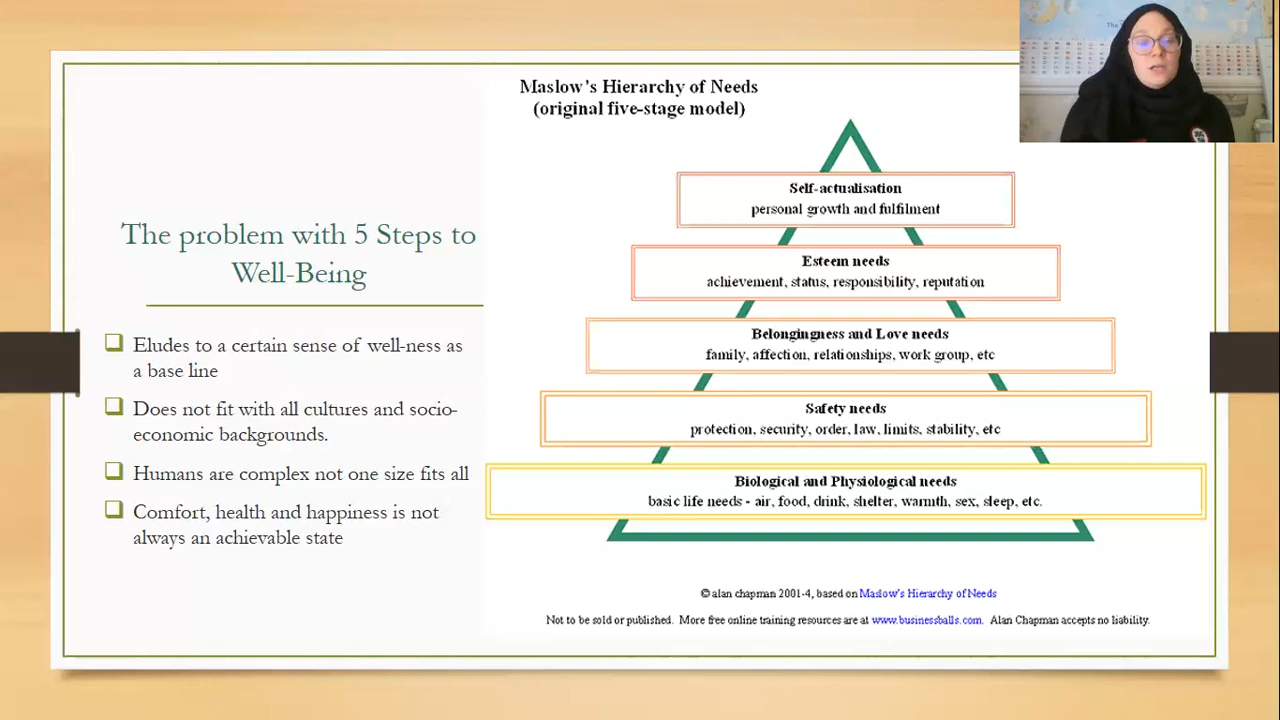 Maslow's Hierarchy of Needs
(original five-stage model)
The problem with 5 Steps to
Well-Being
Eludes to a certain sense of well-ness as
a base line
Does not fit with all cultures and socio-
economic backgrounds.
Humans are complex not one size fits all
Comfort, health and happiness is not
always an achievable state
Self-actualisation
personal growth and fulfilment
Esteem needs
achievement, status, responsibility, reputation
Belongingness and Love needs
family, affection, relationships, work group, etc
Safety needs
protection, security, order, law, limits, stability, etc
Biological and Physiological needs
basic life needs - air, food, drink, shelter, warmth, sex, sleep, etc.
© alan chapman 2001-4, based on Maslow's Hierarchy of Needs
Not to be sold or published. More free online training resources are at www.businessballs.com. Alan Chapman accepts no liability.